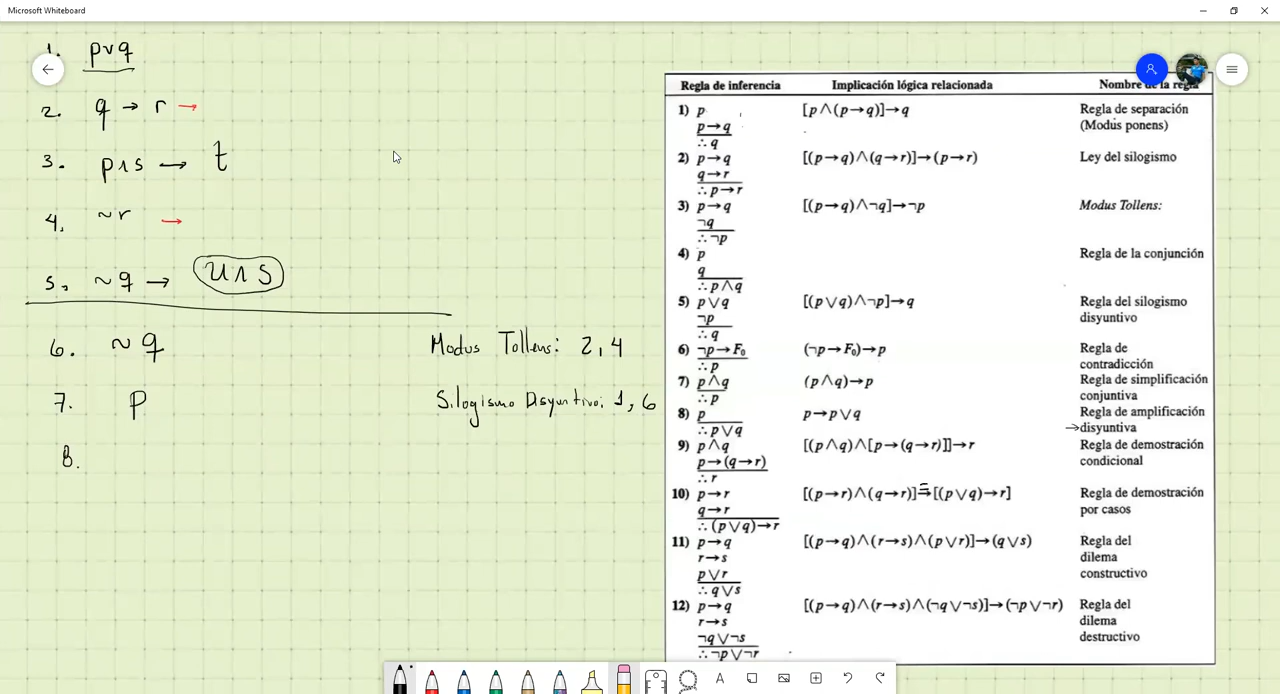 Microsoft Whiteboard
1. p∨q
2. q → r →
3. p∧s → t
4. ~r →
5. ~q → u∧s
6. ~q Modus Tollens: 2, 4
7. p Silogismo Disyuntivo: 1, 6
8.
Regla de inferencia Implicación lógica relacionada Nombre de la regla
1) p [p∧(p→q)]→q Regla de separación
p→q (Modus ponens)
∴ q
2) p→q [(p→q)∧(q→r)]→(p→r) Ley del silogismo
q→r
∴ p→r
3) p→q [(p→q)∧¬q]→¬p Modus Tollens:
¬q
∴ ¬p
4) p Regla de la conjunción
q
∴ p∧q
5) p∨q [(p∨q)∧¬p]→q Regla del silogismo
¬p disyuntivo
∴ q
6) ¬p→F₀ (¬p→F₀)→p Regla de
∴ p contradicción
7) p∧q (p∧q)→p Regla de simplificación
∴ p conjuntiva
8) p p→p∨q Regla de amplificación
∴ p∨q →disyuntiva
9) p∧q [(p∧q)∧[p→(q→r)]]→r Regla de demostración
p→(q→r) condicional
∴ r
10) p→r [(p→r)∧(q→r)]→[(p∨q)→r] Regla de demostración
q→r por casos
∴ (p∨q)→r
11) p→q [(p→q)∧(r→s)∧(p∨r)]→(q∨s) Regla del
r→s dilema
p∨r constructivo
∴ q∨s
12) p→q [(p→q)∧(r→s)∧(¬q∨¬s)]→(¬p∨¬r) Regla del
r→s dilema
¬q∨¬s destructivo
∴ ¬p∨¬r